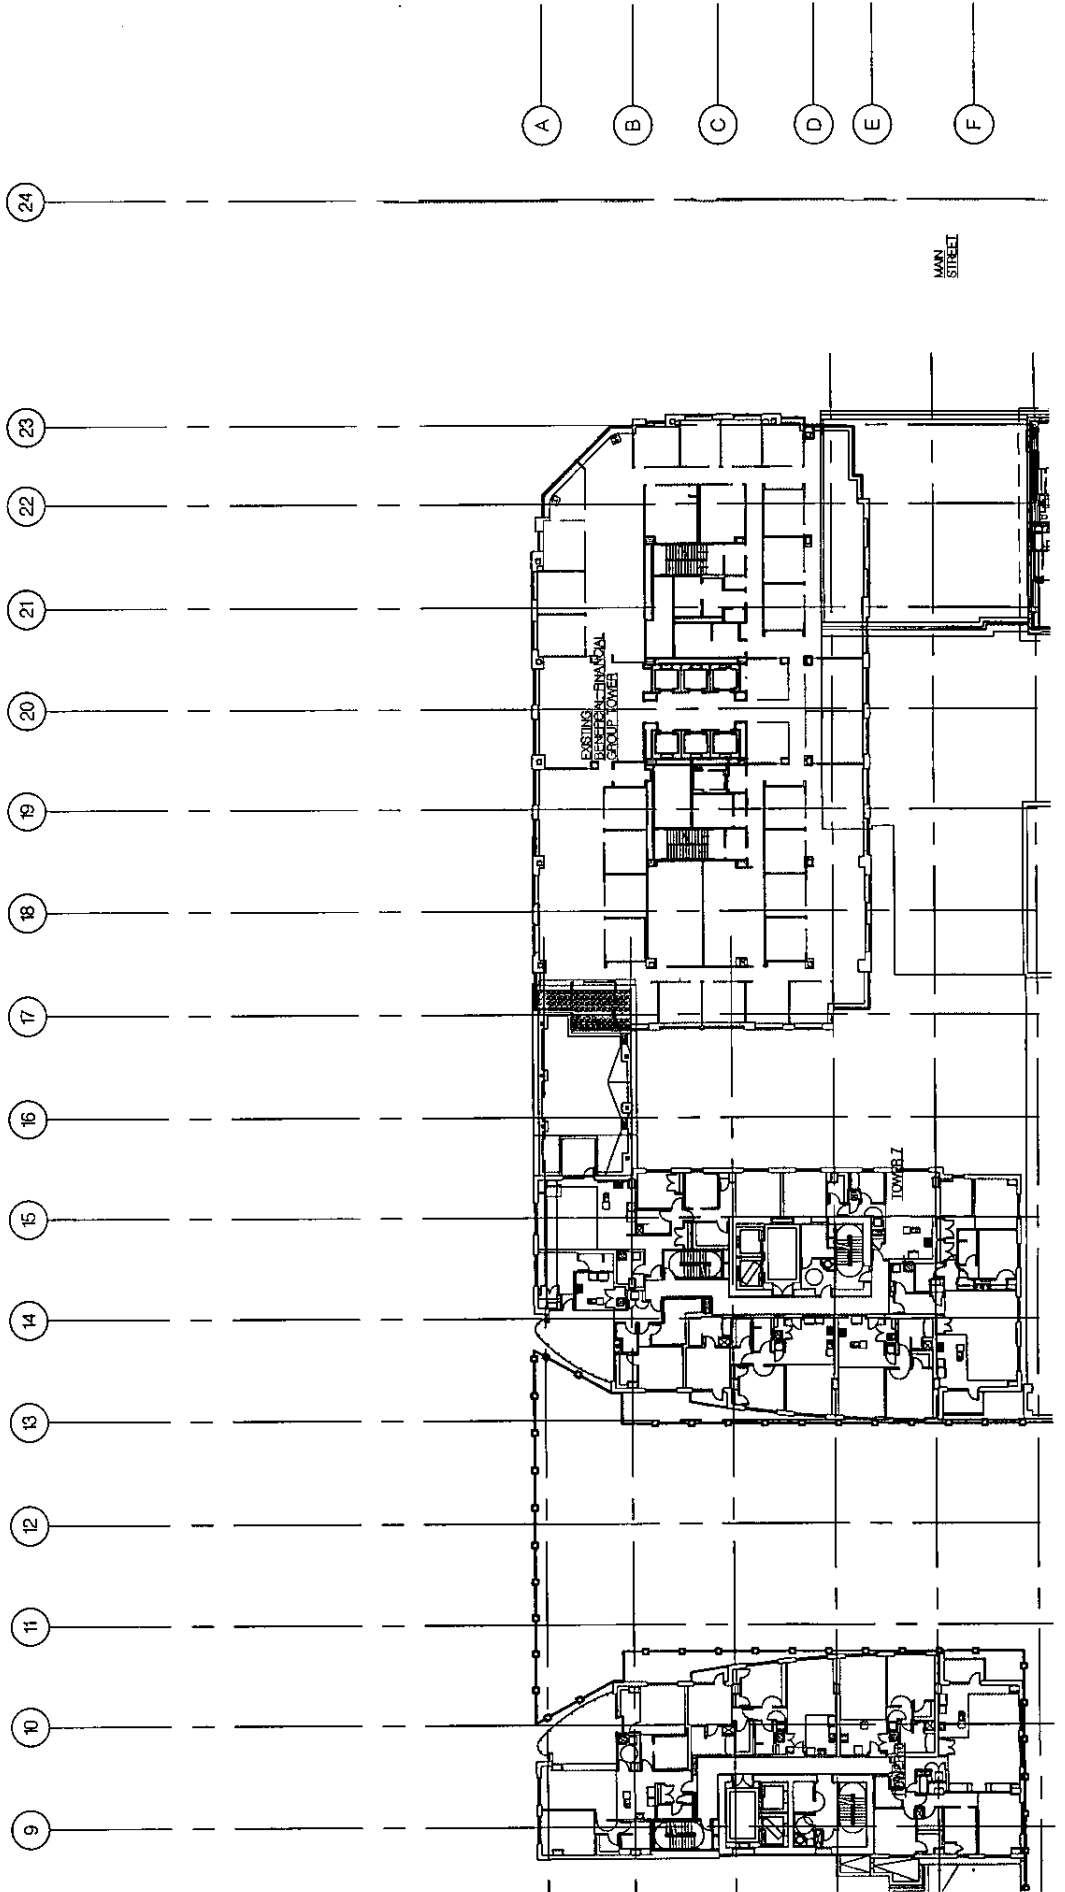 A
B
C
D
E
F
24
MAIN
STREET
23
22
21
EXISTING
BENEFICIAL FINANCIAL
GROUP TOWER
20
19
18
17
16
TOWER 7
15
14
13
12
11
10
9